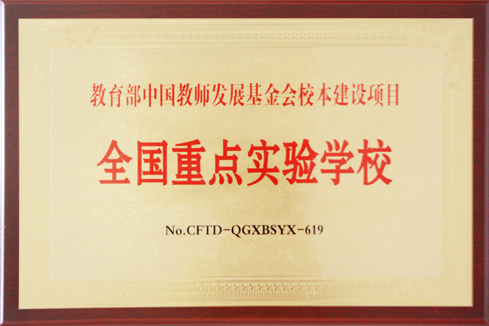 教育部中国教师发展基金会校本建设项目
全国重点实验学校
No.CFTD-QGXBSYX-619